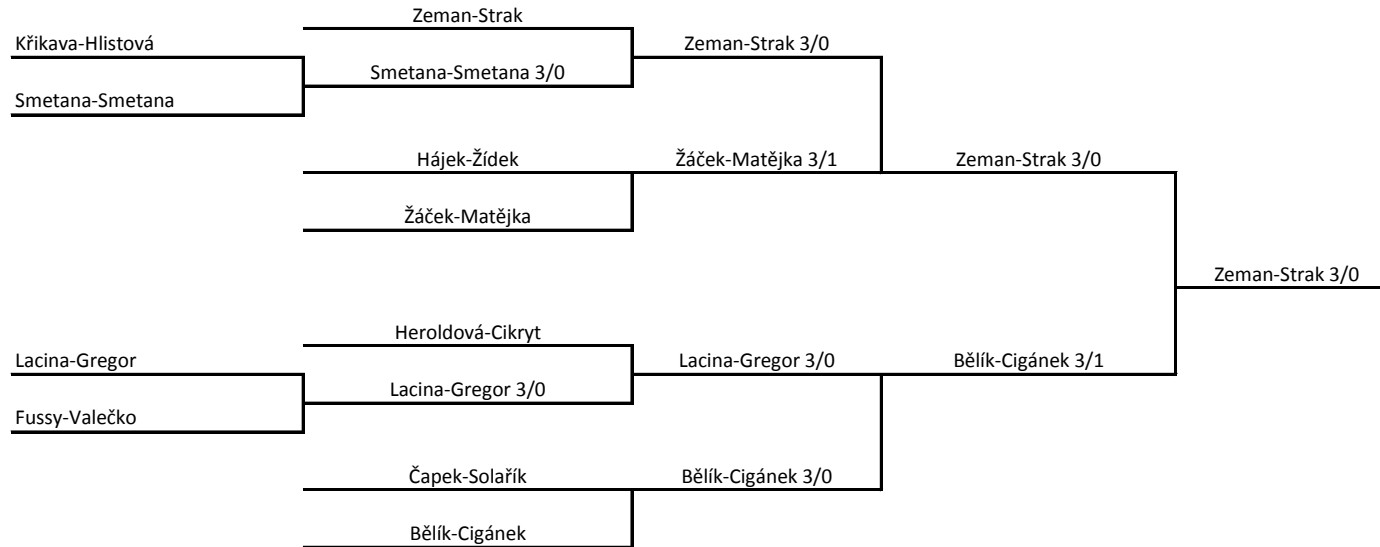 Zeman-Strak
Křikava-Hlistová
Zeman-Strak 3/0
Smetana-Smetana 3/0
Smetana-Smetana
Hájek-Žídek
Žáček-Matějka 3/1
Zeman-Strak 3/0
Žáček-Matějka
Zeman-Strak 3/0
Heroldová-Cikryt
Lacina-Gregor
Lacina-Gregor 3/0
Bělík-Cigánek 3/1
Lacina-Gregor 3/0
Fussy-Valečko
Čapek-Solařík
Bělík-Cigánek 3/0
Bělík-Cigánek